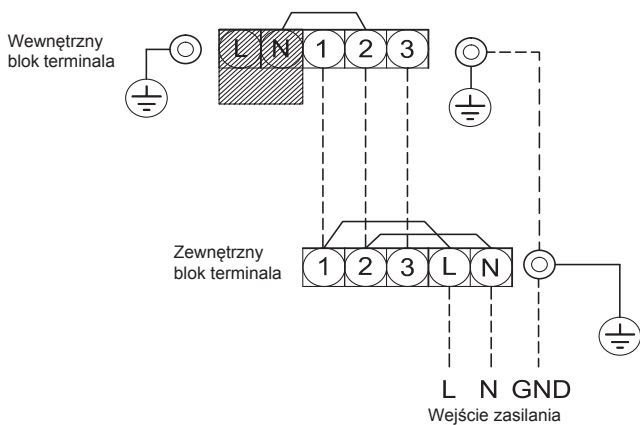 Wewnętrzny
blok terminala
L N 1 2 3
Zewnętrzny
blok terminala
1 2 3 L N
L N GND
Wejście zasilania